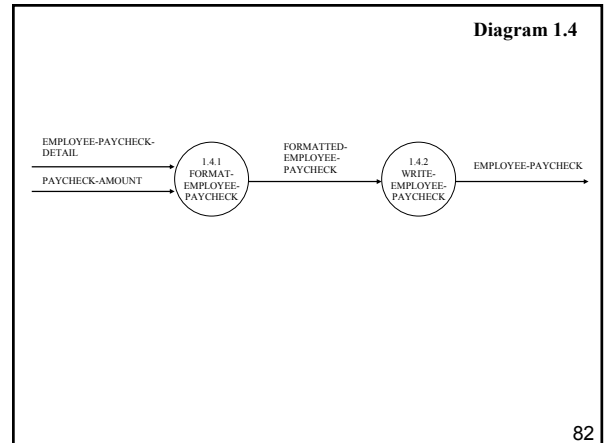 Diagram 1.4
EMPLOYEE-PAYCHECK-
DETAIL
PAYCHECK-AMOUNT
1.4.1
FORMAT-
EMPLOYEE-
PAYCHECK
FORMATTED-
EMPLOYEE-
PAYCHECK
1.4.2
WRITE-
EMPLOYEE-
PAYCHECK
EMPLOYEE-PAYCHECK
82